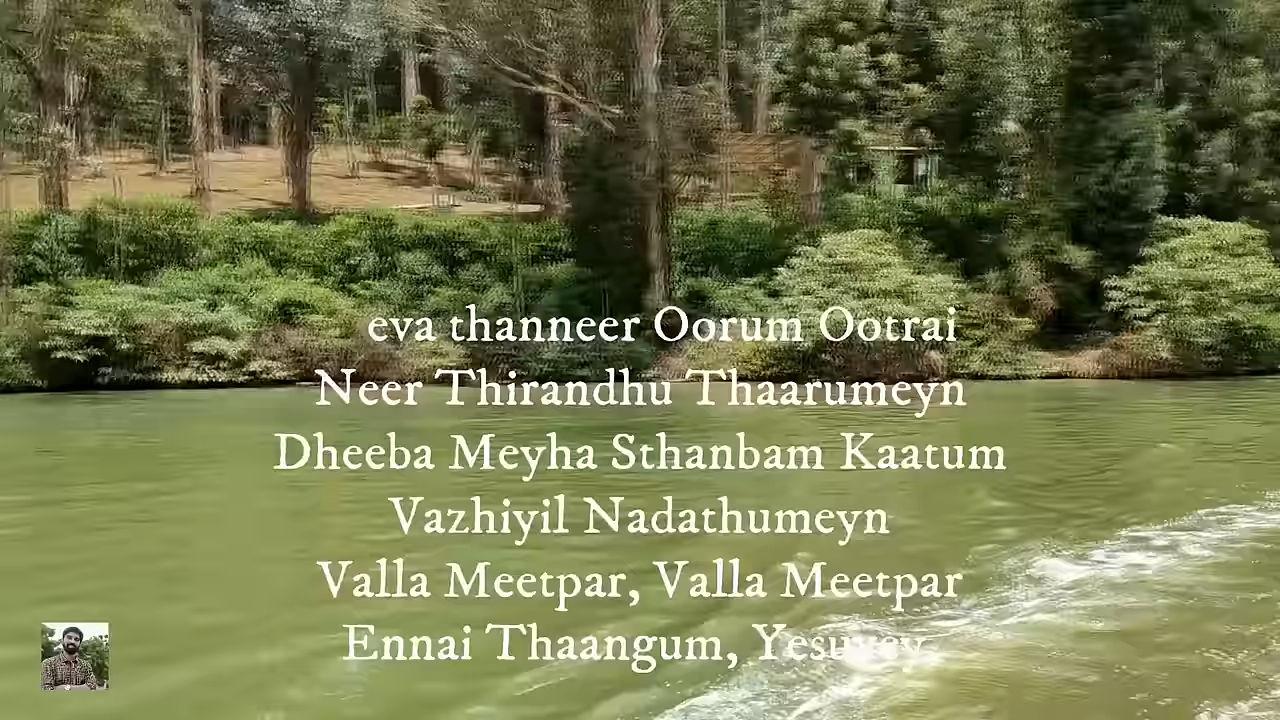 eva thanneer Oorum Ootrai
Neer Thirandhu Thaarumeyn
Dheeba Meyha Sthanbam Kaatum
Vazhiyil Nadathumeyn
Valla Meetpar, Valla Meetpar
Ennai Thaangum, Yesuvey